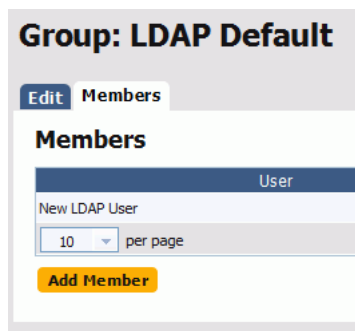 Group: LDAP Default
Edit Members
Members
User
New LDAP User
10 per page
Add Member